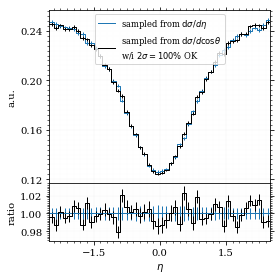 0.24
0.20
0.16
0.12
a.u.
sampled from dσ/dη
sampled from dσ/dcosθ
w/i 2σ = 100% OK
1.02
1.00
0.98
ratio
−1.5
0.0
1.5
η